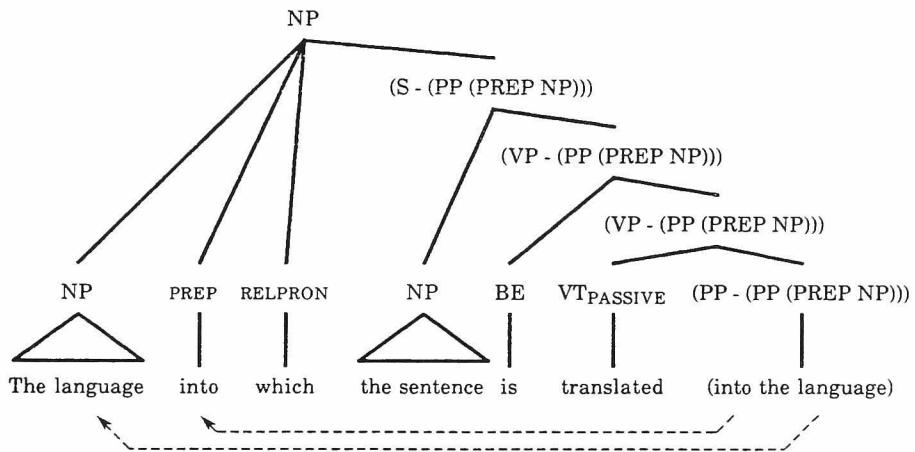 NP
(S - (PP (PREP NP)))
(VP - (PP (PREP NP)))
(VP - (PP (PREP NP)))
NP PREP RELPRON NP BE VT_PASSIVE (PP - (PP (PREP NP)))
The language into which the sentence is translated (into the language)